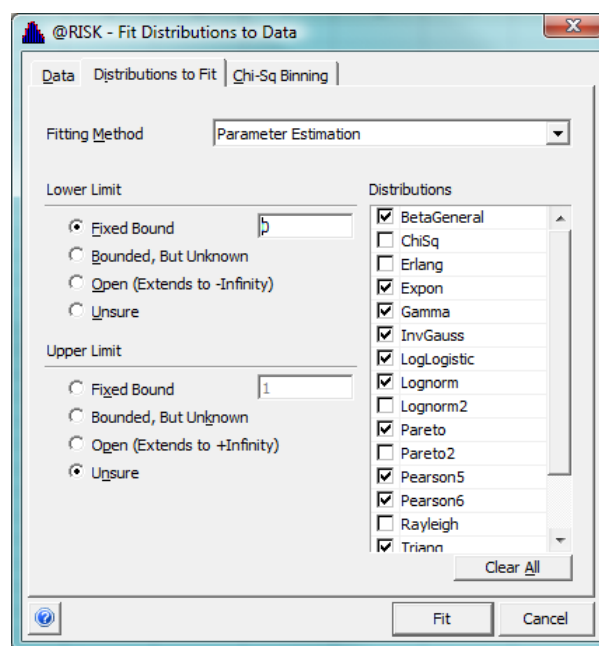 @RISK - Fit Distributions to Data
Data
Distributions to Fit
Chi-Sq Binning
Fitting Method
Parameter Estimation
Lower Limit
Fixed Bound
Bounded, But Unknown
Open (Extends to -Infinity)
Unsure
Upper Limit
Fixed Bound 1
Bounded, But Unknown
Open (Extends to +Infinity)
Unsure
Distributions
BetaGeneral
ChiSq
Erlang
Expon
Gamma
InvGauss
LogLogistic
Lognorm
Lognorm2
Pareto
Pareto2
Pearson5
Pearson6
Rayleigh
Triang
Clear All
Fit
Cancel